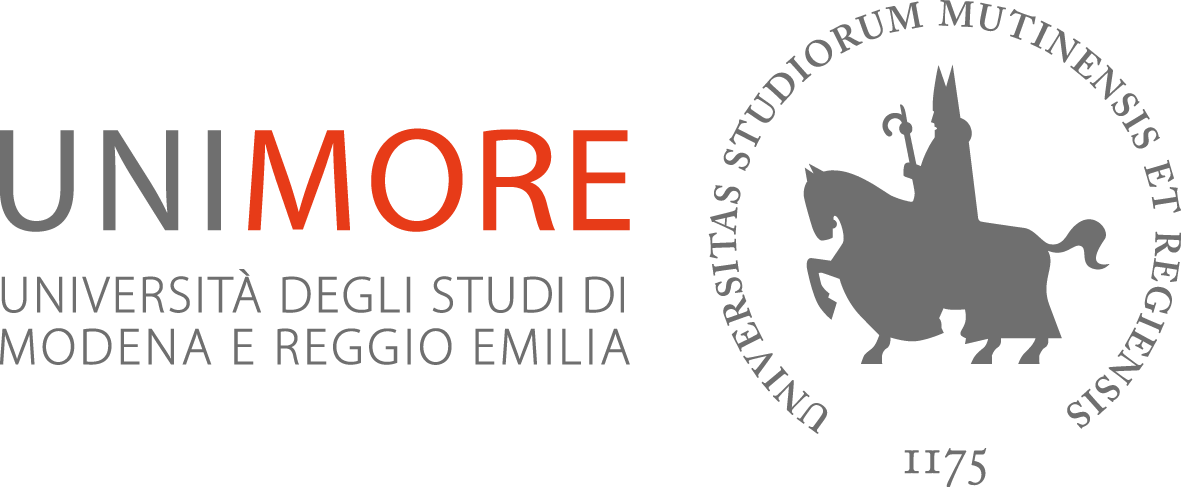 UNIMORE
UNIVERSITÀ DEGLI STUDI DI
MODENA E REGGIO EMILIA
UNIVERSITAS STUDIORUM MUTINENSIS ET REGIENSIS
1175